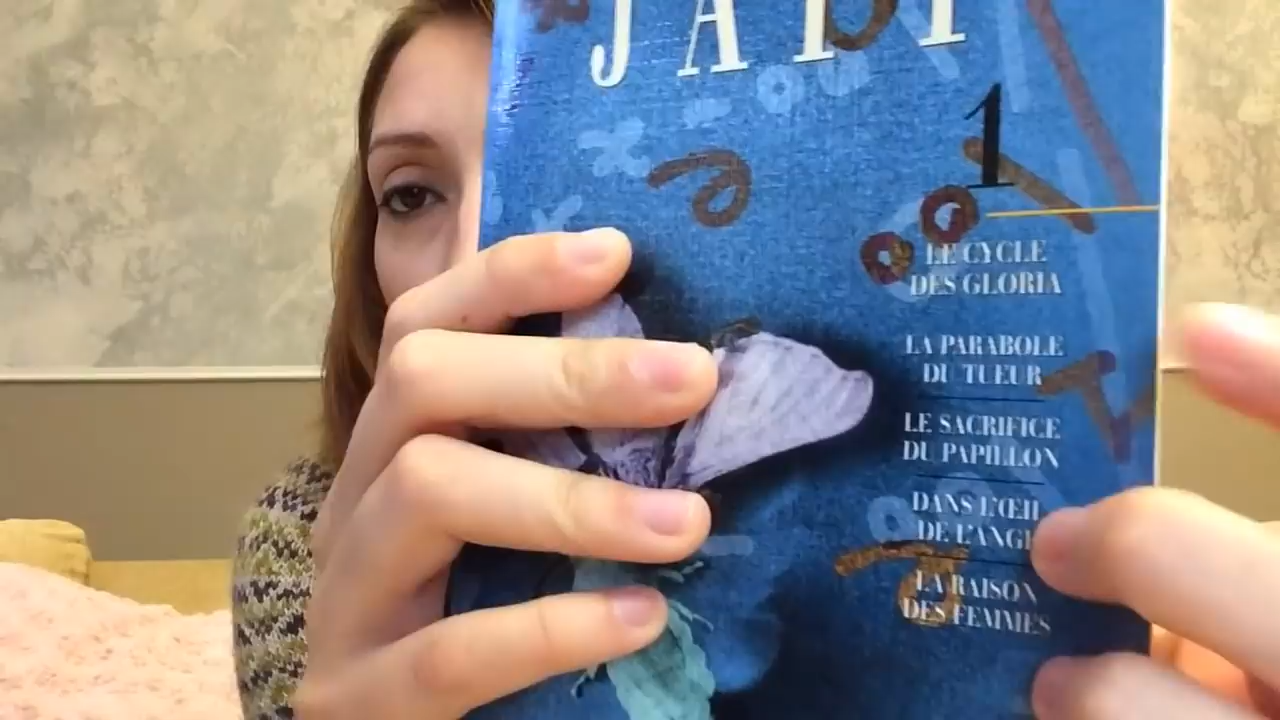 JADI
1
LE CYCLE
DES GLORIA
LA PARABOLE
DU TUEUR
LE SACRIFICE
DU PAPILLON
DANS L'ŒIL
DE L'ANGE
LA RAISON
DES FEMMES